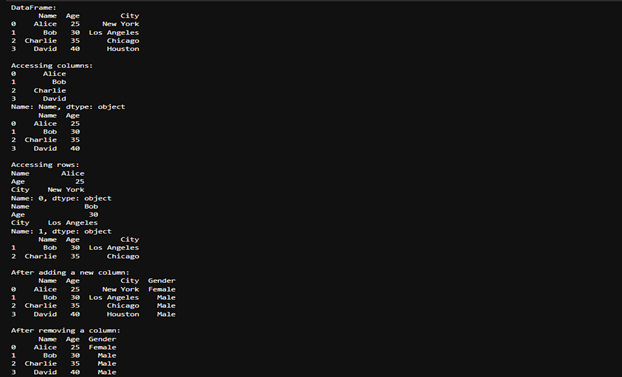 DataFrame:
      Name  Age         City
0    Alice   25     New York
1      Bob   30  Los Angeles
2  Charlie   35      Chicago
3    David   40      Houston

Accessing columns:
0      Alice
1        Bob
2    Charlie
3      David
Name: Name, dtype: object
      Name  Age
0    Alice   25
1      Bob   30
2  Charlie   35
3    David   40

Accessing rows:
Name       Alice
Age           25
City    New York
Name: 0, dtype: object
Name            Bob
Age              30
City    Los Angeles
Name: 1, dtype: object
      Name  Age         City
1      Bob   30  Los Angeles
2  Charlie   35      Chicago

After adding a new column:
      Name  Age         City  Gender
0    Alice   25     New York  Female
1      Bob   30  Los Angeles    Male
2  Charlie   35      Chicago    Male
3    David   40      Houston    Male

After removing a column:
      Name  Age  Gender
0    Alice   25  Female
1      Bob   30    Male
2  Charlie   35    Male
3    David   40    Male